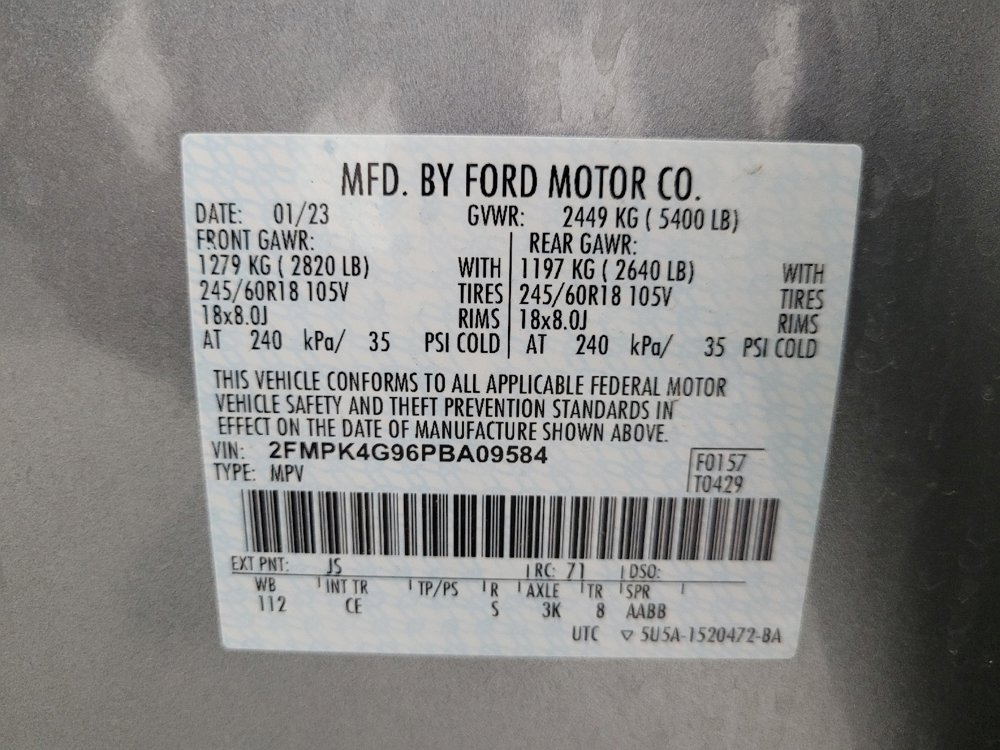 MFD. BY FORD MOTOR CO.
DATE: 01/23 GVWR: 2449 KG ( 5400 LB)
FRONT GAWR: REAR GAWR:
1279 KG ( 2820 LB) WITH 1197 KG ( 2640 LB) WITH
245/60R18 105V TIRES 245/60R18 105V TIRES
18x8.0J RIMS 18x8.0J RIMS
AT 240 kPa/ 35 PSI COLD AT 240 kPa/ 35 PSI COLD
THIS VEHICLE CONFORMS TO ALL APPLICABLE FEDERAL MOTOR
VEHICLE SAFETY AND THEFT PREVENTION STANDARDS IN
EFFECT ON THE DATE OF MANUFACTURE SHOWN ABOVE.
VIN: 2FMPK4G96PBA09584
TYPE: MPV
F0157
T0429
EXT PNT: JS RC: 71 DSO:
WB INT TR TP/PS R AXLE TR SPR
112 CE S 3K 8 AABB
UTC ▽ 5U5A-1520472-BA